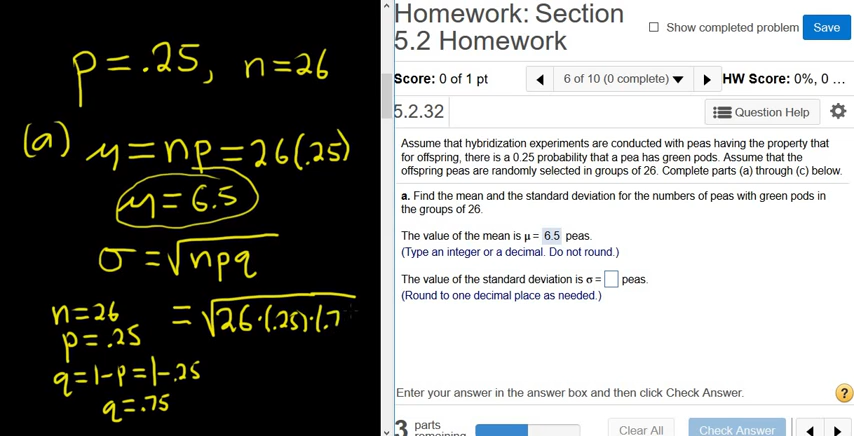 p = .25, n = 26
(a) μ = np = 26(.25)
μ = 6.5
σ = √npq
n = 26
p = .25
q = 1 - p = 1 - .25
q = .75
= √26·(.25)·(.7
Homework: Section
5.2 Homework
Show completed problem
Save
Score: 0 of 1 pt
6 of 10 (0 complete)
HW Score: 0%, 0 ...
5.2.32
Question Help
Assume that hybridization experiments are conducted with peas having the property that
for offspring, there is a 0.25 probability that a pea has green pods. Assume that the
offspring peas are randomly selected in groups of 26. Complete parts (a) through (c) below.
a. Find the mean and the standard deviation for the numbers of peas with green pods in
the groups of 26.
The value of the mean is μ = 6.5 peas.
(Type an integer or a decimal. Do not round.)
The value of the standard deviation is σ = peas.
(Round to one decimal place as needed.)
Enter your answer in the answer box and then click Check Answer.
?
3 parts
remaining
Clear All
Check Answer